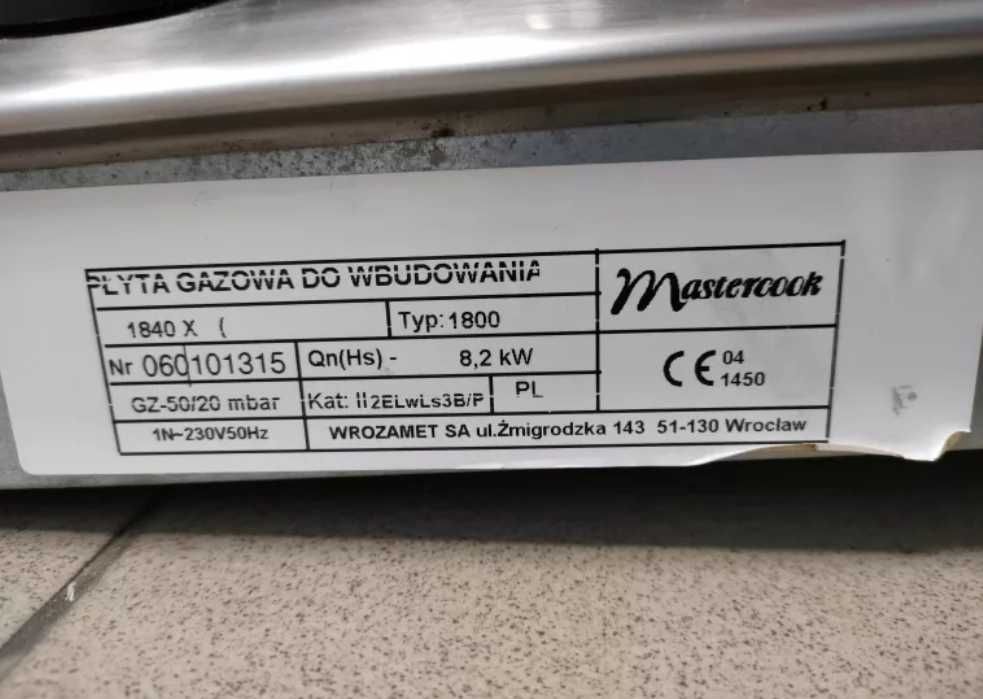 PŁYTA GAZOWA DO WBUDOWANIA
Mastercook
1840 X (
Typ: 1800
Nr 060101315
Qn(Hs) - 8,2 kW
CE 04
1450
GZ-50/20 mbar
Kat: II2ELwLs3B/P
PL
1N~230V50Hz
WROZAMET SA ul.Żmigrodzka 143 51-130 Wrocław